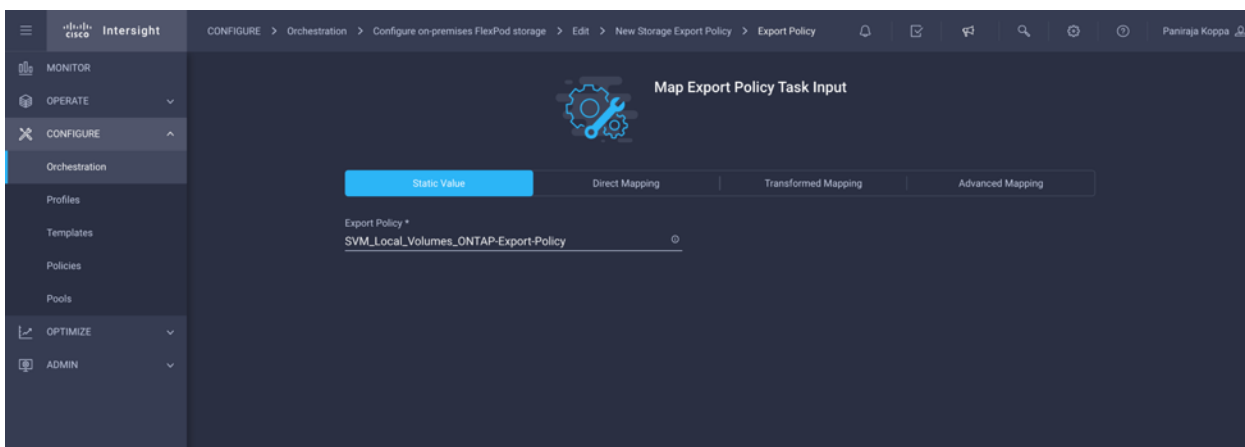 CISCO Intersight
CONFIGURE > Orchestration > Configure on-premises FlexPod storage > Edit > New Storage Export Policy > Export Policy
Paniraja Koppa
MONITOR
OPERATE
CONFIGURE
Orchestration
Profiles
Templates
Policies
Pools
OPTIMIZE
ADMIN
Map Export Policy Task Input
Static Value
Direct Mapping
Transformed Mapping
Advanced Mapping
Export Policy *
SVM_Local_Volumes_ONTAP-Export-Policy